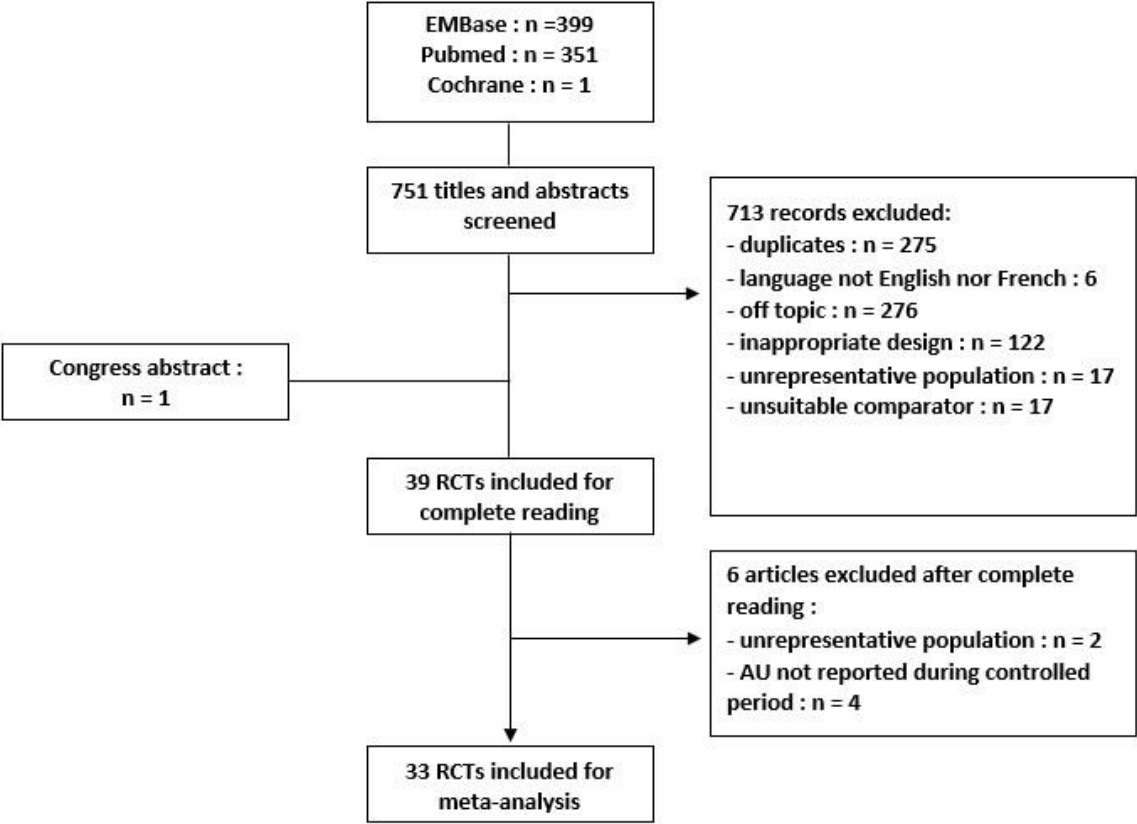 EMBase : n =399
Pubmed : n = 351
Cochrane : n = 1
751 titles and abstracts
screened
713 records excluded:
- duplicates : n = 275
- language not English nor French : 6
- off topic : n = 276
- inappropriate design : n = 122
- unrepresentative population : n = 17
- unsuitable comparator : n = 17
Congress abstract :
n = 1
39 RCTs included for
complete reading
6 articles excluded after complete
reading :
- unrepresentative population : n = 2
- AU not reported during controlled
period : n = 4
33 RCTs included for
meta-analysis